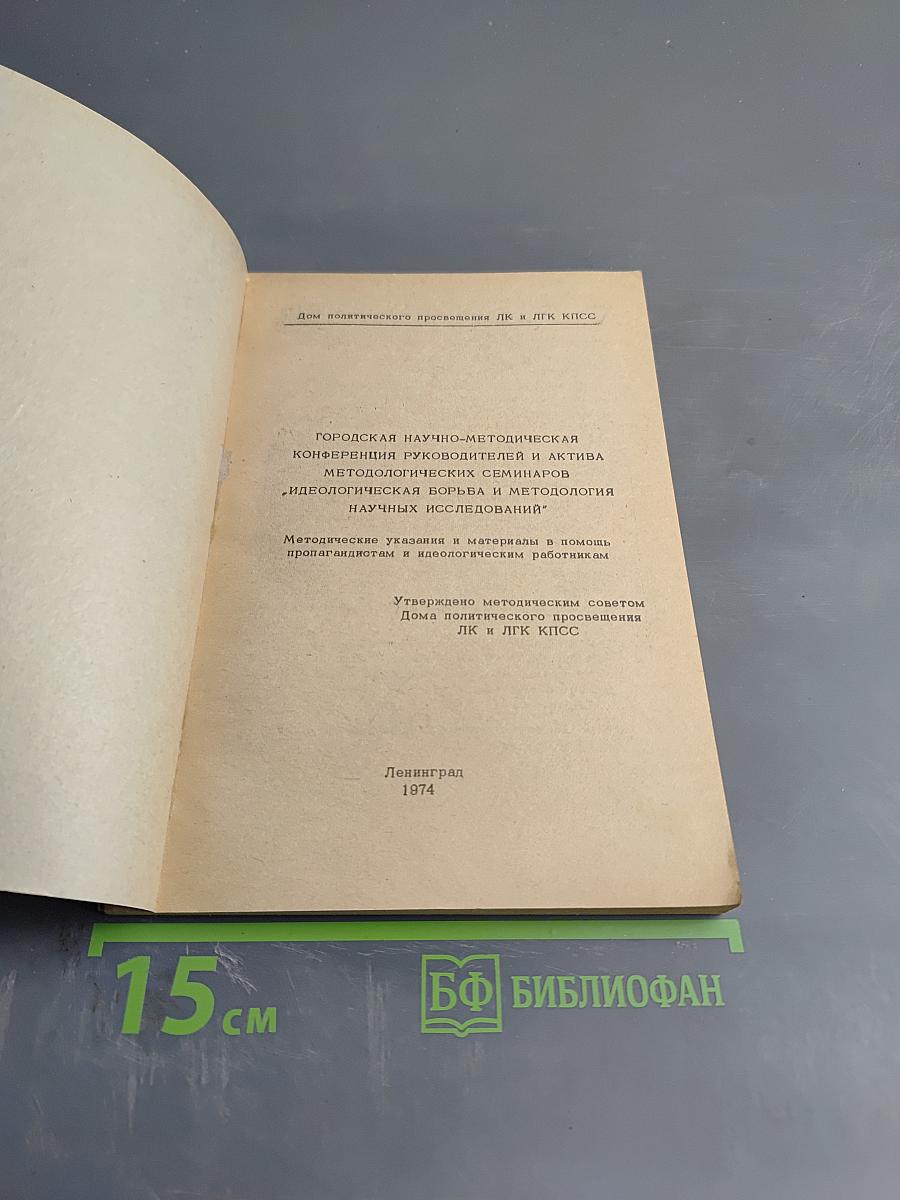 Дом политического просвещения ЛК и ЛГК КПСС
ГОРОДСКАЯ НАУЧНО-МЕТОДИЧЕСКАЯ
КОНФЕРЕНЦИЯ РУКОВОДИТЕЛЕЙ И АКТИВА
МЕТОДОЛОГИЧЕСКИХ СЕМИНАРОВ
„ИДЕОЛОГИЧЕСКАЯ БОРЬБА И МЕТОДОЛОГИЯ
НАУЧНЫХ ИССЛЕДОВАНИЙ"
Методические указания и материалы в помощь
пропагандистам и идеологическим работникам
Утверждено методическим советом
Дома политического просвещения
ЛК и ЛГК КПСС
Ленинград
1974
15 см
БФ БИБЛИОФАН